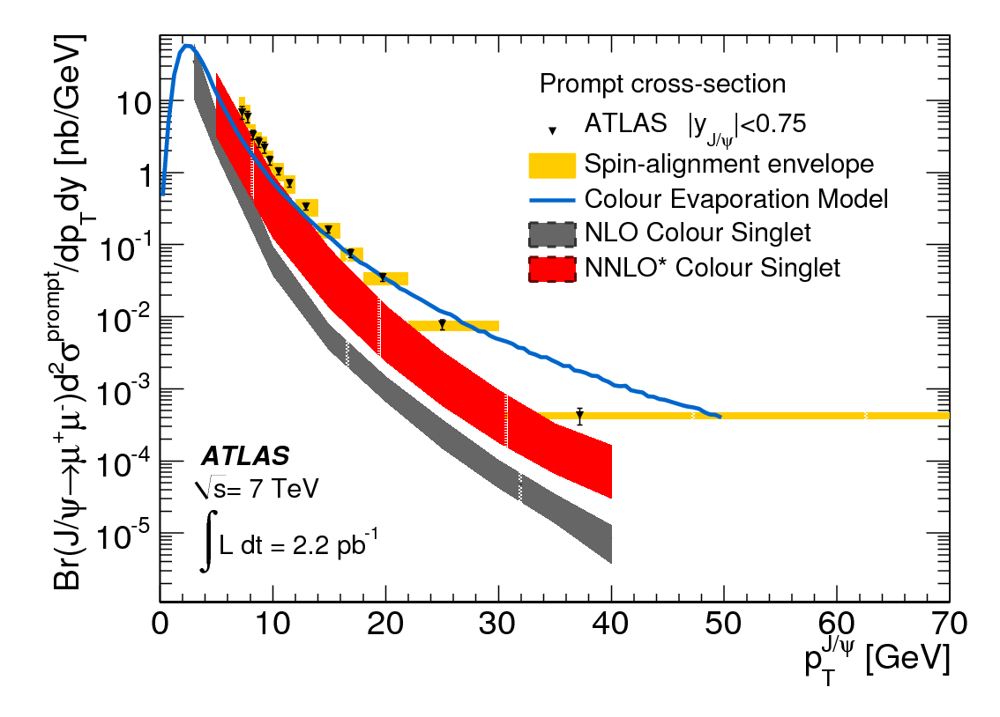 Br(J/ψ→μ⁺μ⁻)d²σ^prompt/dp_T dy [nb/GeV]
10
1
10⁻¹
10⁻²
10⁻³
10⁻⁴
10⁻⁵
Prompt cross-section
ATLAS |y_J/ψ|<0.75
Spin-alignment envelope
Colour Evaporation Model
NLO Colour Singlet
NNLO* Colour Singlet
ATLAS
√s= 7 TeV
∫L dt = 2.2 pb⁻¹
0 10 20 30 40 50 60 70
p_T^J/ψ [GeV]